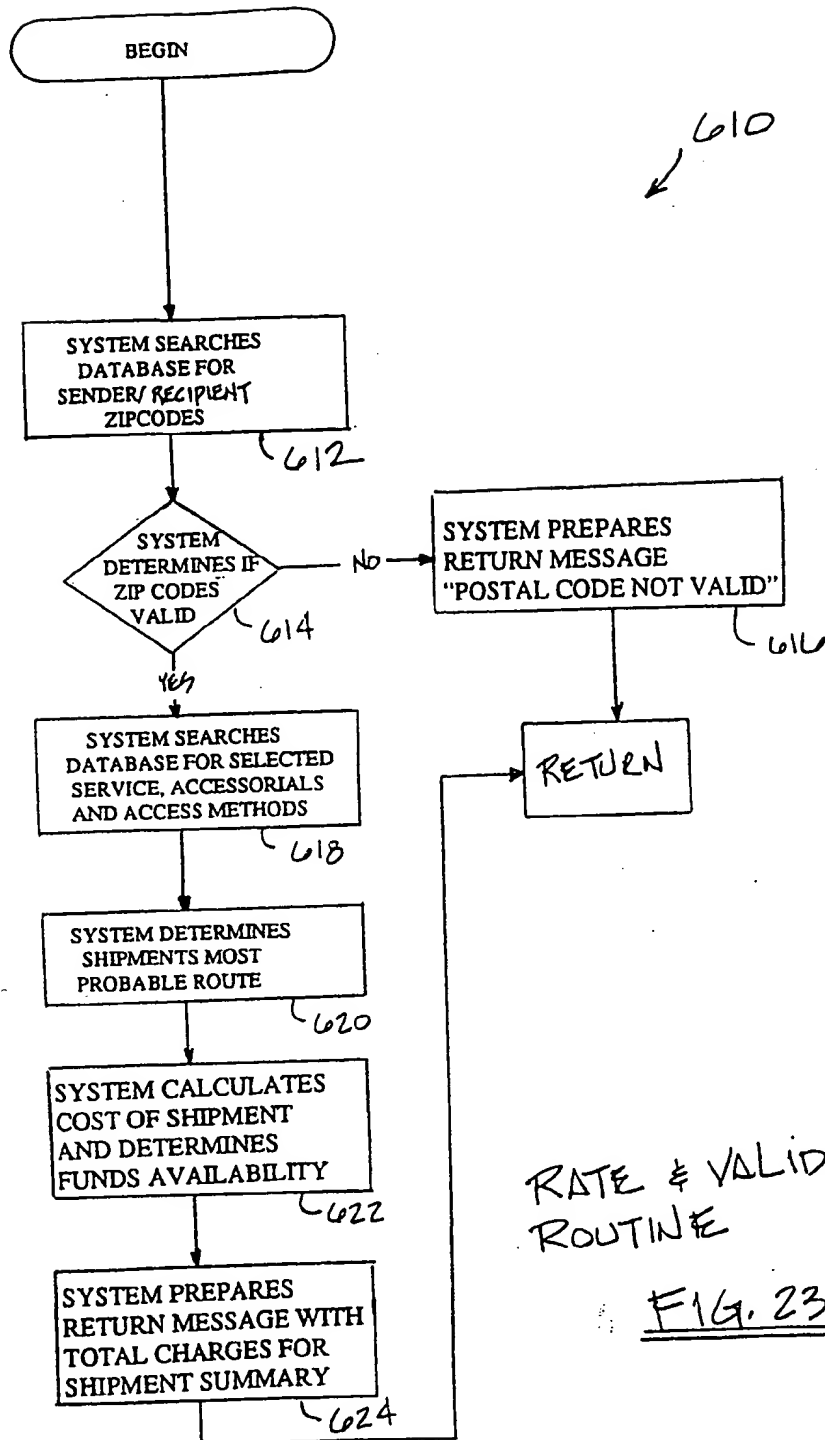 BEGIN
610
SYSTEM SEARCHES
DATABASE FOR
SENDER/ RECIPIENT
ZIPCODES
612
SYSTEM
DETERMINES IF
ZIP CODES
VALID
614
NO
SYSTEM PREPARES
RETURN MESSAGE
"POSTAL CODE NOT VALID"
616
YES
RETURN
SYSTEM SEARCHES
DATABASE FOR SELECTED
SERVICE, ACCESSORIALS
AND ACCESS METHODS
618
SYSTEM DETERMINES
SHIPMENTS MOST
PROBABLE ROUTE
620
SYSTEM CALCULATES
COST OF SHIPMENT
AND DETERMINES
FUNDS AVAILABILITY
622
RATE & VALID
ROUTINE
FIG. 23
SYSTEM PREPARES
RETURN MESSAGE WITH
TOTAL CHARGES FOR
SHIPMENT SUMMARY
624